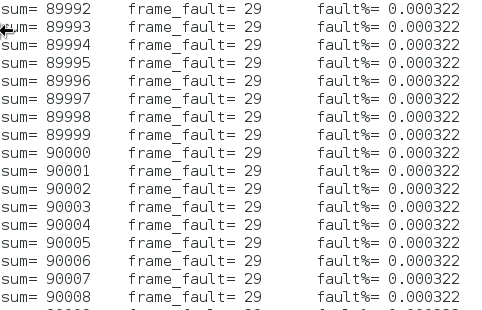 sum= 89992 frame_fault= 29 fault%= 0.000322
sum= 89993 frame_fault= 29 fault%= 0.000322
sum= 89994 frame_fault= 29 fault%= 0.000322
sum= 89995 frame_fault= 29 fault%= 0.000322
sum= 89996 frame_fault= 29 fault%= 0.000322
sum= 89997 frame_fault= 29 fault%= 0.000322
sum= 89998 frame_fault= 29 fault%= 0.000322
sum= 89999 frame_fault= 29 fault%= 0.000322
sum= 90000 frame_fault= 29 fault%= 0.000322
sum= 90001 frame_fault= 29 fault%= 0.000322
sum= 90002 frame_fault= 29 fault%= 0.000322
sum= 90003 frame_fault= 29 fault%= 0.000322
sum= 90004 frame_fault= 29 fault%= 0.000322
sum= 90005 frame_fault= 29 fault%= 0.000322
sum= 90006 frame_fault= 29 fault%= 0.000322
sum= 90007 frame_fault= 29 fault%= 0.000322
sum= 90008 frame_fault= 29 fault%= 0.000322